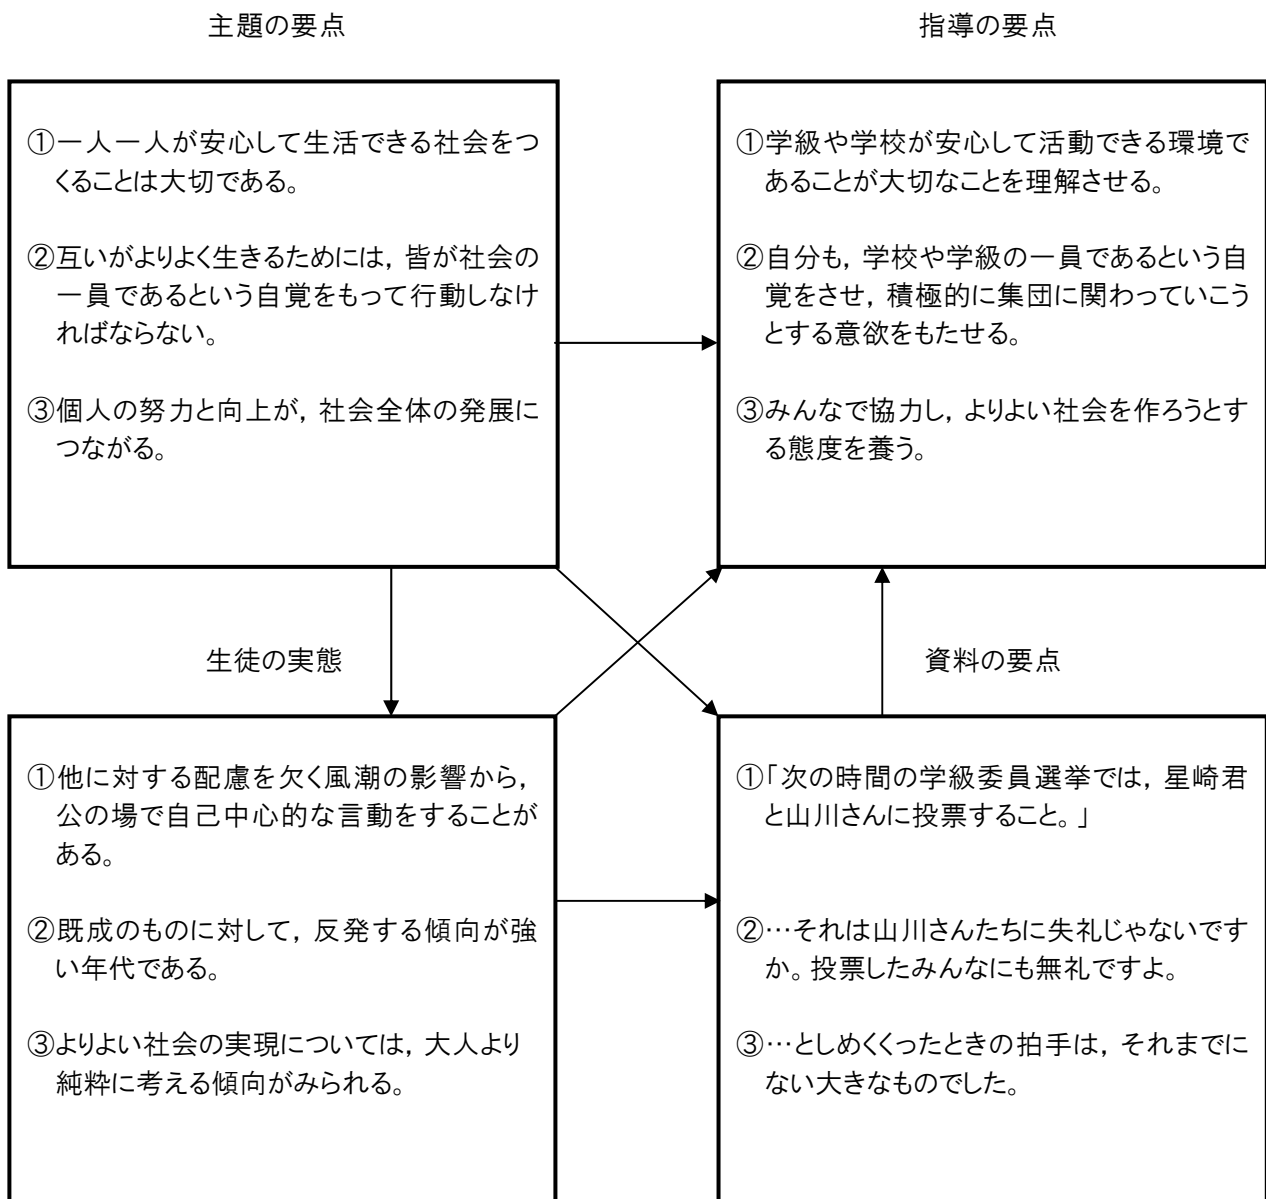 主題の要点
①一人一人が安心して生活できる社会をつ
くることは大切である。
②互いがよりよく生きるためには，皆が社会の
一員であるという自覚をもって行動しなけ
ればならない。
③個人の努力と向上が，社会全体の発展に
つながる。
指導の要点
①学級や学校が安心して活動できる環境で
あることが大切なことを理解させる。
②自分も，学校や学級の一員であるという自
覚をさせ，積極的に集団に関わっていこう
とする意欲をもたせる。
③みんなで協力し，よりよい社会を作ろうとす
る態度を養う。
生徒の実態
①他に対する配慮を欠く風潮の影響から，
公の場で自己中心的な言動をすることが
ある。
②既成のものに対して，反発する傾向が強
い年代である。
③よりよい社会の実現については，大人より
純粋に考える傾向がみられる。
資料の要点
①「次の時間の学級委員選挙では，星崎君
と山川さんに投票すること。」
②…それは山川さんたちに失礼じゃないです
か。投票したみんなにも無礼ですよ。
③…としめくくったときの拍手は，それまでに
ない大きなものでした。